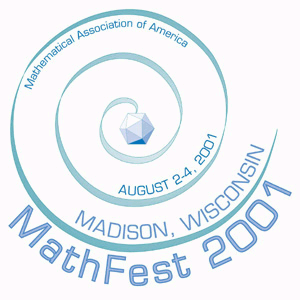 Mathematical Association of America
AUGUST 2-4, 2001
MADISON, WISCONSIN
MathFest 2001